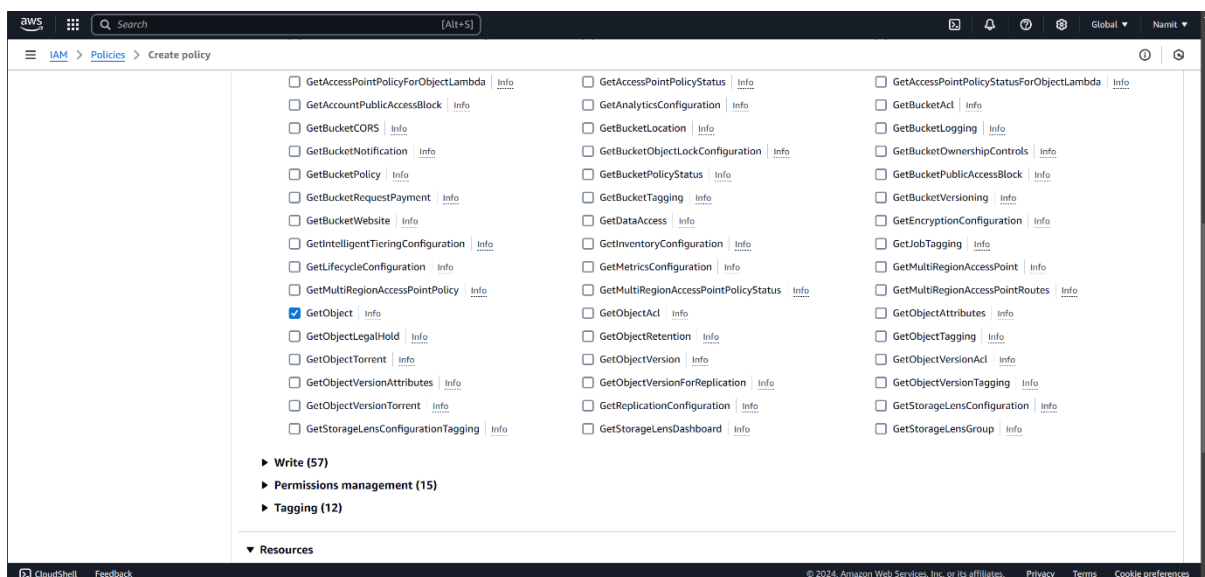 aws Search [Alt+S] Global Namit
IAM > Policies > Create policy
GetAccessPointPolicyForObjectLambda Info GetAccessPointPolicyStatus Info GetAccessPointPolicyStatusForObjectLambda Info
GetAccountPublicAccessBlock Info GetAnalyticsConfiguration Info GetBucketAcl Info
GetBucketCORS Info GetBucketLocation Info GetBucketLogging Info
GetBucketNotification Info GetBucketObjectLockConfiguration Info GetBucketOwnershipControls Info
GetBucketPolicy Info GetBucketPolicyStatus Info GetBucketPublicAccessBlock Info
GetBucketRequestPayment Info GetBucketTagging Info GetBucketVersioning Info
GetBucketWebsite Info GetDataAccess Info GetEncryptionConfiguration Info
GetIntelligentTieringConfiguration Info GetInventoryConfiguration Info GetJobTagging Info
GetLifecycleConfiguration Info GetMetricsConfiguration Info GetMultiRegionAccessPoint Info
GetMultiRegionAccessPointPolicy Info GetMultiRegionAccessPointPolicyStatus Info GetMultiRegionAccessPointRoutes Info
GetObject Info GetObjectAcl Info GetObjectAttributes Info
GetObjectLegalHold Info GetObjectRetention Info GetObjectTagging Info
GetObjectTorrent Info GetObjectVersion Info GetObjectVersionAcl Info
GetObjectVersionAttributes Info GetObjectVersionForReplication Info GetObjectVersionTagging Info
GetObjectVersionTorrent Info GetReplicationConfiguration Info GetStorageLensConfiguration Info
GetStorageLensConfigurationTagging Info GetStorageLensDashboard Info GetStorageLensGroup Info
Write (57)
Permissions management (15)
Tagging (12)
Resources
CloudShell Feedback © 2024, Amazon Web Services, Inc. or its affiliates. Privacy Terms Cookie preferences